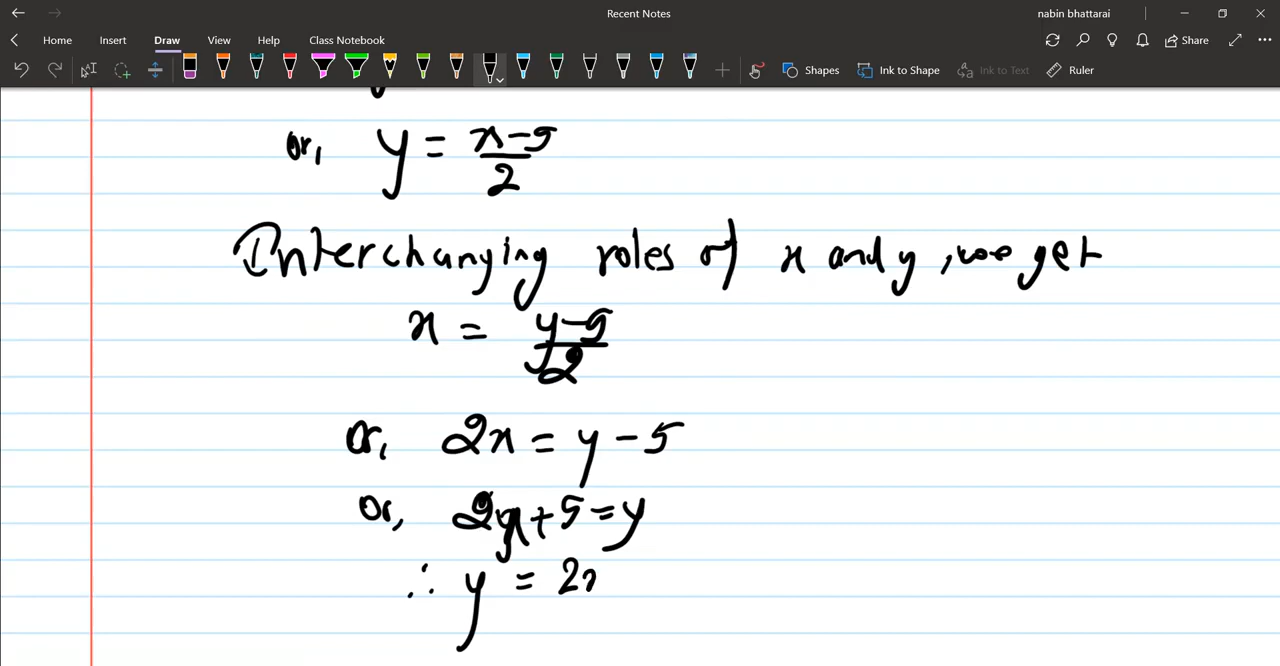 Recent Notes
nabin bhattarai
Home Insert Draw View Help Class Notebook
Share
Shapes Ink to Shape Ink to Text Ruler
or, y = x-5
2
Interchanging roles of x and y, we get
x = y-5
2
or, 2x = y - 5
or, 2x + 5 = y
∴ y = 2x